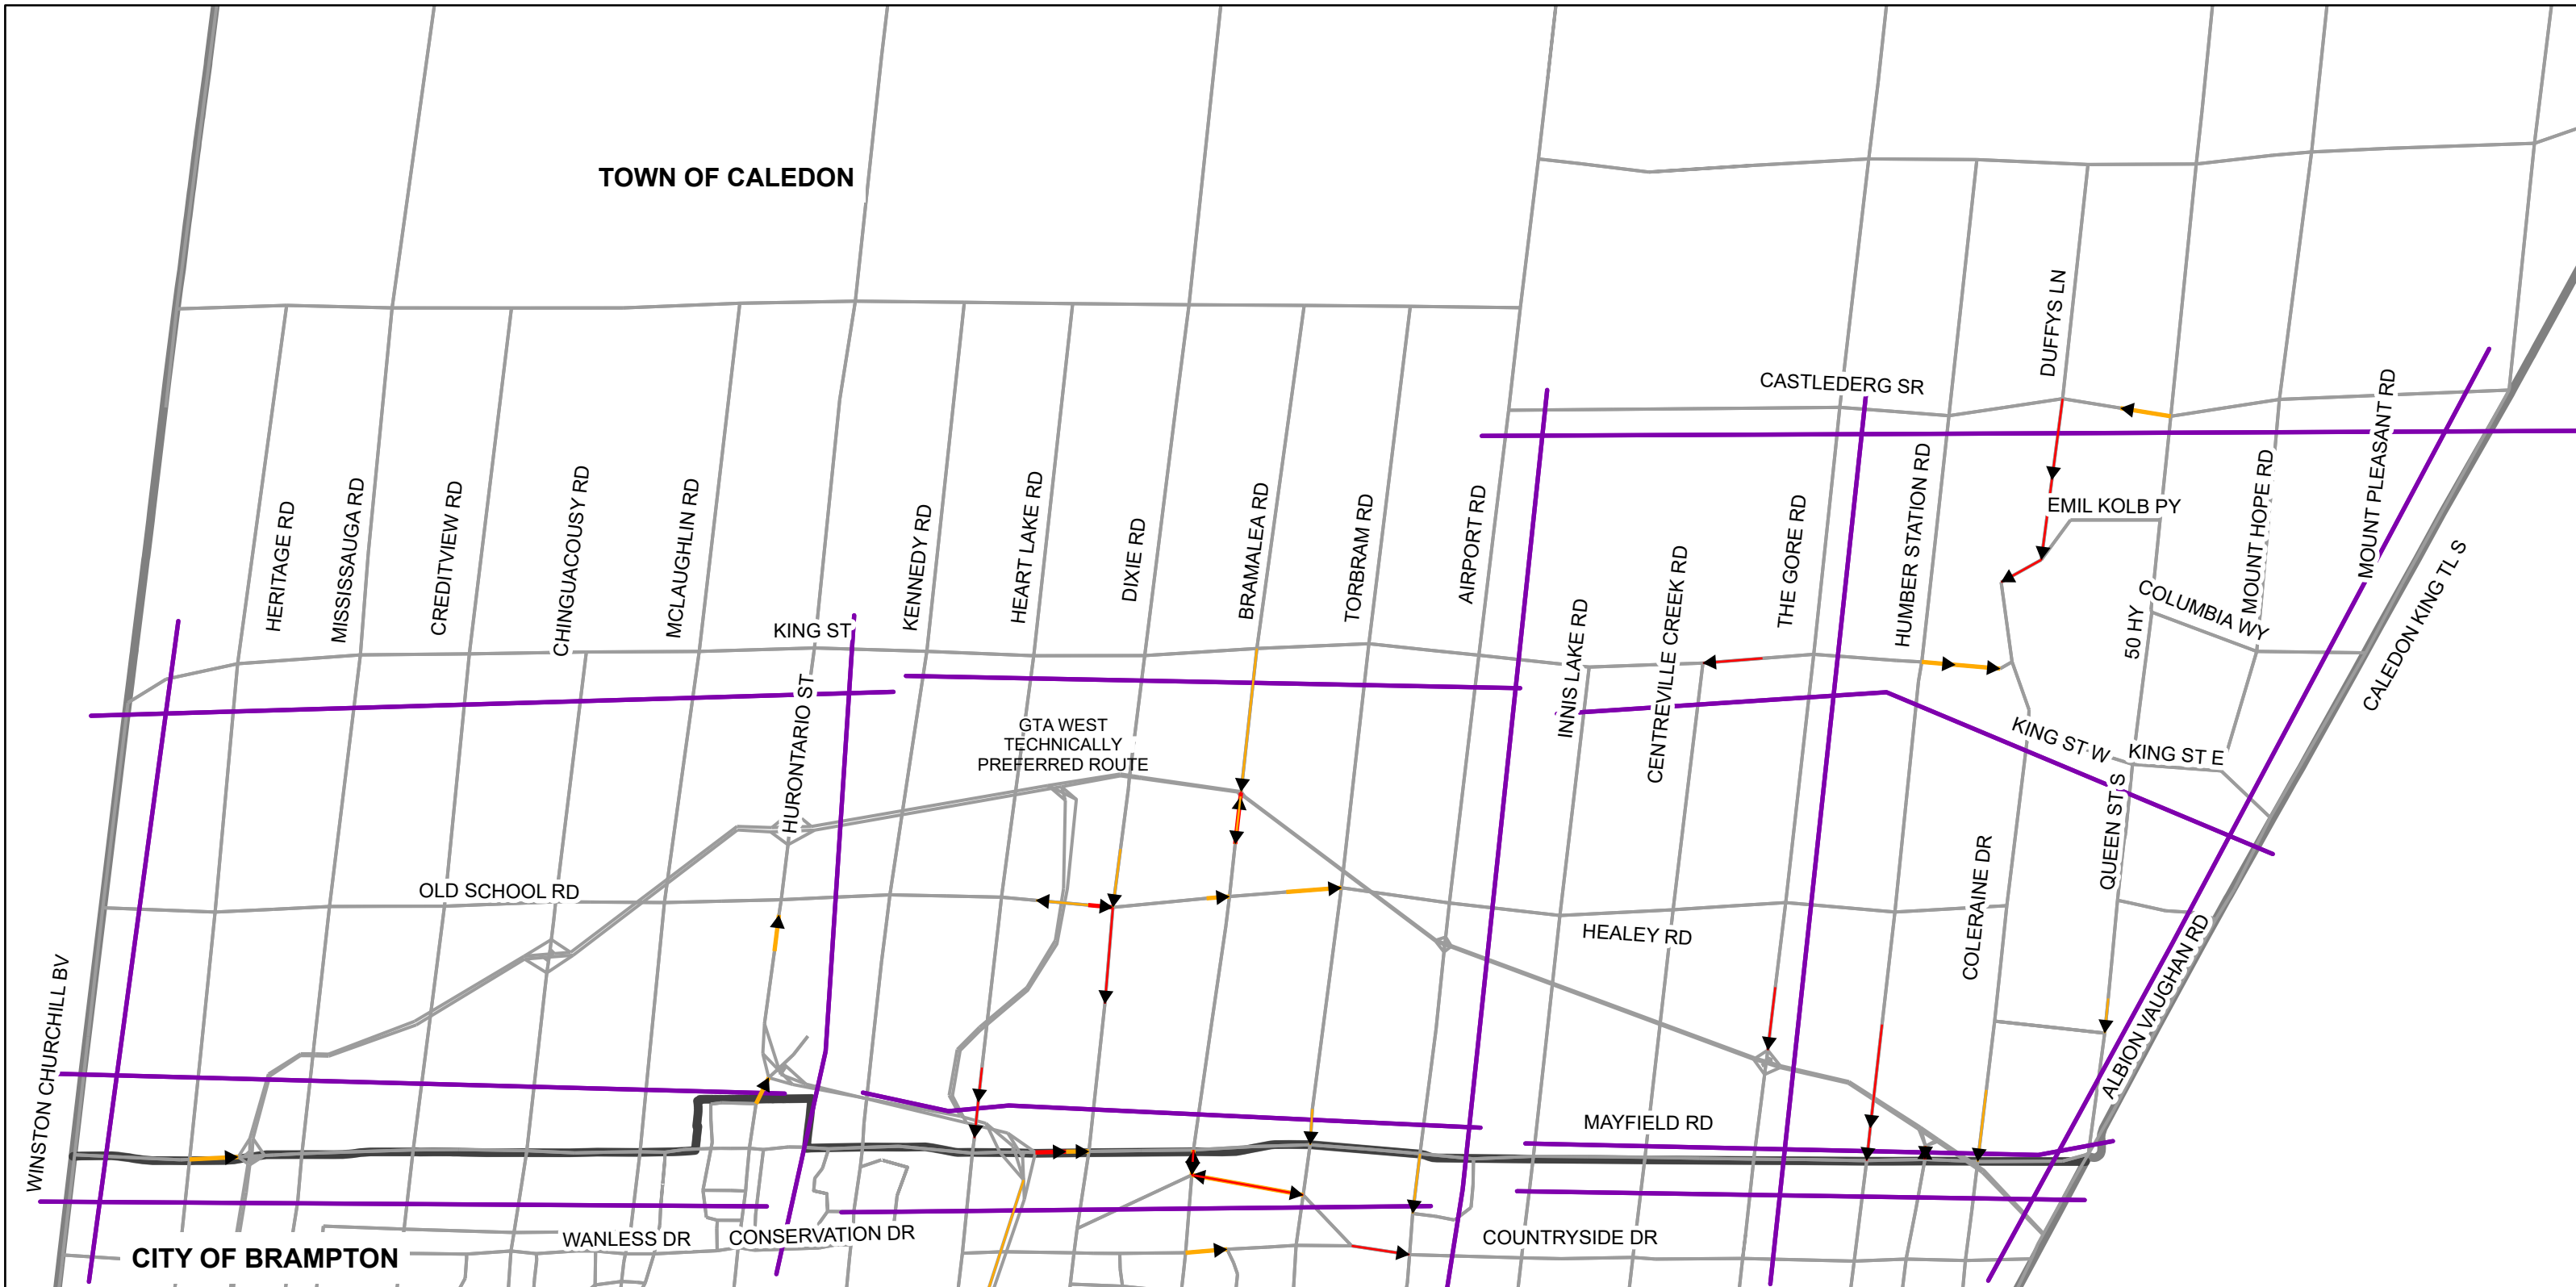 TOWN OF CALEDON
DUFFYS LN
CASTLEDERG SR
MOUNT PLEASANT RD
HERITAGE RD
MISSISSAUGA RD
CREDITVIEW RD
CHINGUACOUSY RD
MCLAUGHLIN RD
KENNEDY RD
HEART LAKE RD
DIXIE RD
BRAMALEA RD
TORBRAM RD
AIRPORT RD
INNIS LAKE RD
CENTREVILLE CREEK RD
THE GORE RD
HUMBER STATION RD
EMIL KOLB PY
MOUNT HOPE RD
COLUMBIA WY
50 HY
CALEDON KING TL S
KING ST
HURONTARIO ST
GTA WEST
TECHNICALLY
PREFERRED ROUTE
KING ST W
KING ST E
QUEEN ST S
OLD SCHOOL RD
HEALEY RD
COLERAINE DR
ALBION VAUGHAN RD
WINSTON CHURCHILL BV
MAYFIELD RD
WANLESS DR
CONSERVATION DR
COUNTRYSIDE DR
CITY OF BRAMPTON